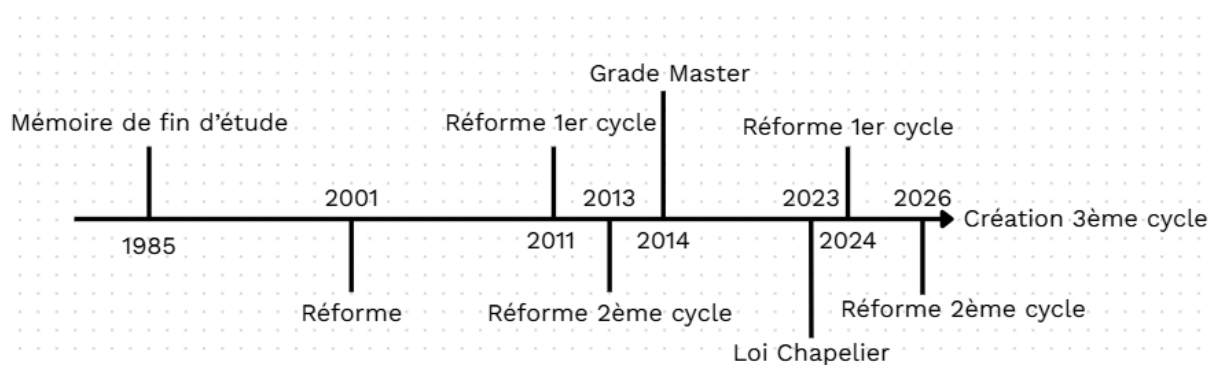 Grade Master
Mémoire de fin d'étude
Réforme 1er cycle
Réforme 1er cycle
2001
2013
2023
2026
Création 3ème cycle
1985
2011
2014
2024
Réforme
Réforme 2ème cycle
Réforme 2ème cycle
Loi Chapelier